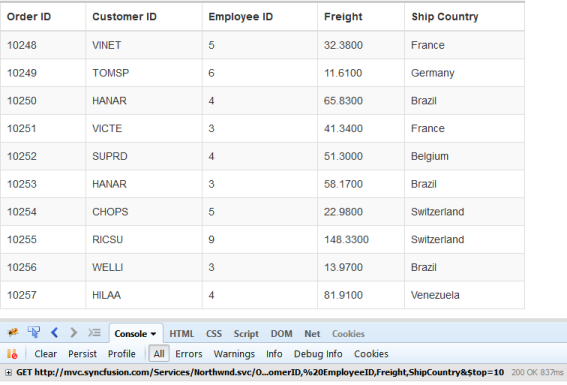 Order ID Customer ID Employee ID Freight Ship Country
10248 VINET 5 32.3800 France
10249 TOMSP 6 11.6100 Germany
10250 HANAR 4 65.8300 Brazil
10251 VICTE 3 41.3400 France
10252 SUPRD 4 51.3000 Belgium
10253 HANAR 3 58.1700 Brazil
10254 CHOPS 5 22.9800 Switzerland
10255 RICSU 9 148.3300 Switzerland
10256 WELLI 3 13.9700 Brazil
10257 HILAA 4 81.9100 Venezuela
Console HTML CSS Script DOM Net Cookies
Clear Persist Profile All Errors Warnings Info Debug Info Cookies
GET http://mvc.syncfusion.com/Services/Northwnd.svc/O...omerID,%20EmployeeID,Freight,ShipCountry&$top=10 200 OK 837ms